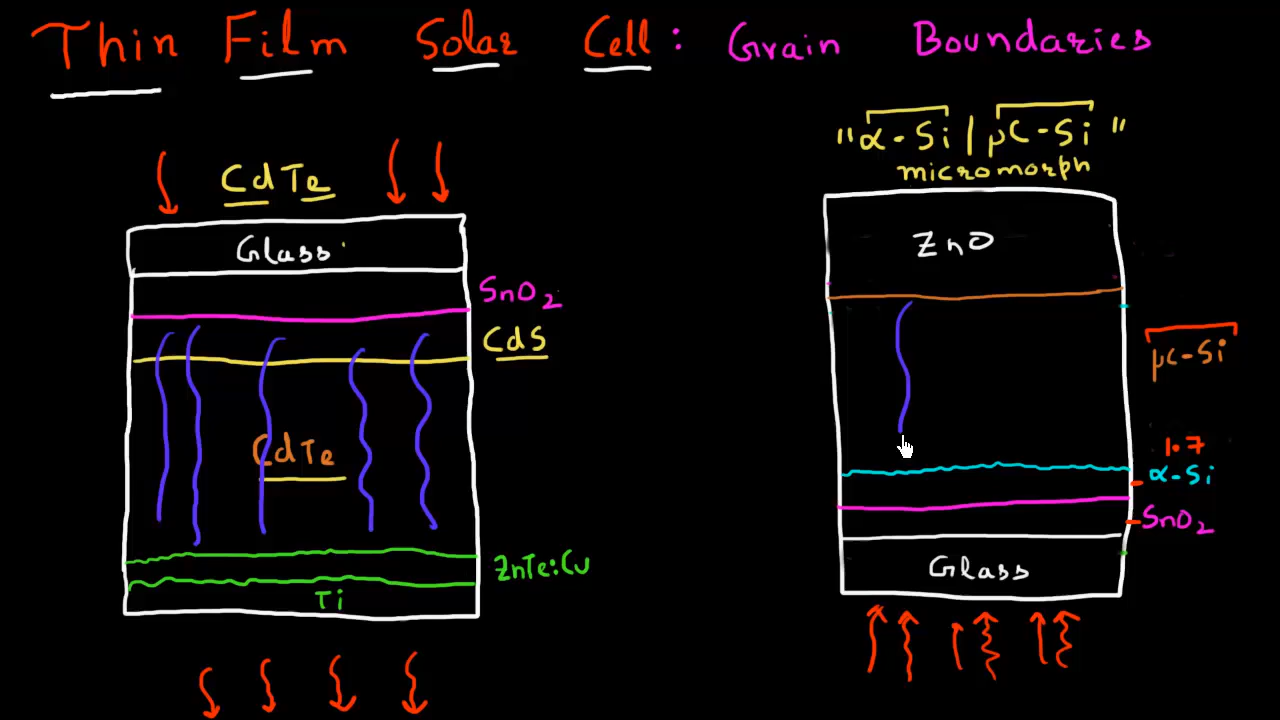 Thin Film Solar Cell: Grain Boundaries
CdTe
Glass
SnO2
CdS
CdTe
ZnTe:Cu
Ti
"α-Si | μC-Si"
micromorph
ZnO
μC-Si
1.7
α-Si
SnO2
Glass